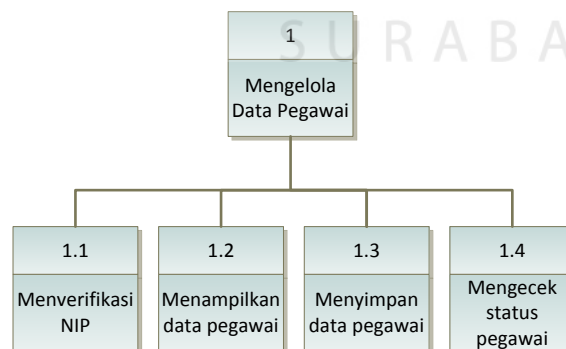 SURABA
1
Mengelola
Data Pegawai
1.1
Menverifikasi
NIP
1.2
Menampilkan
data pegawai
1.3
Menyimpan
data pegawai
1.4
Mengecek
status
pegawai